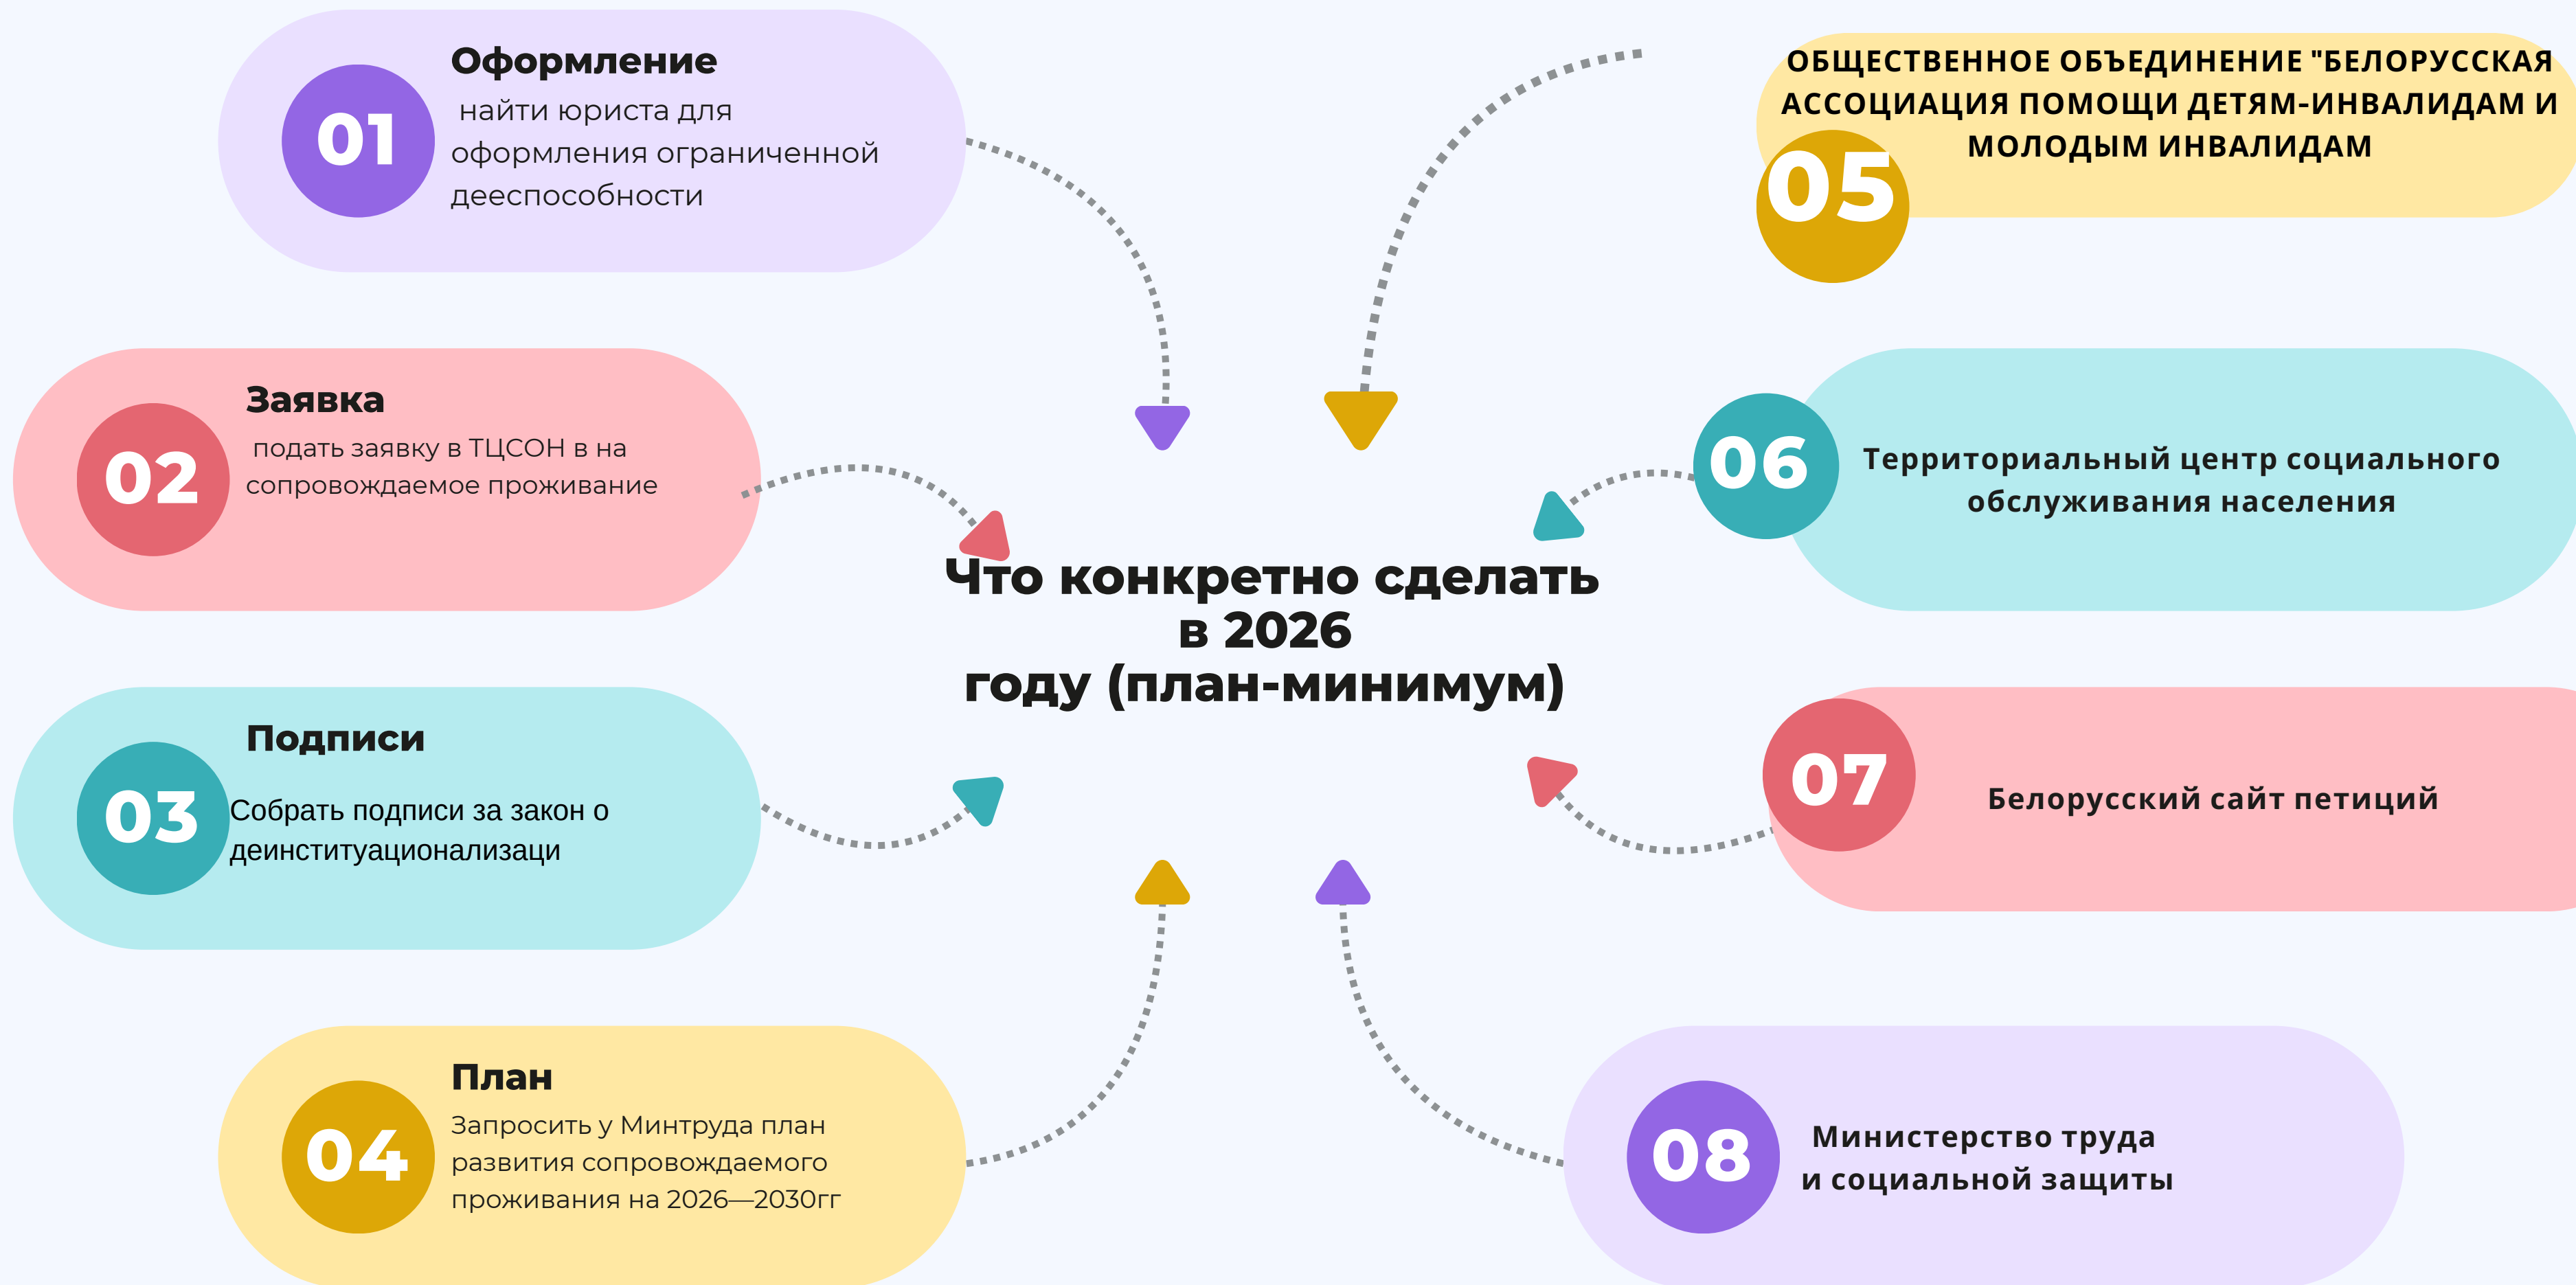 01
Оформление
найти юриста для
оформления ограниченной
дееспособности
02
Заявка
подать заявку в ТЦСОН в на
сопровождаемое проживание
03
Подписи
Собрать подписи за закон о
деинституационализаци
04
План
Запросить у Минтруда план
развития сопровождаемого
проживания на 2026—2030гг
Что конкретно сделать
в 2026
году (план-минимум)
ОБЩЕСТВЕННОЕ ОБЪЕДИНЕНИЕ "БЕЛОРУССКАЯ
АССОЦИАЦИЯ ПОМОЩИ ДЕТЯМ-ИНВАЛИДАМ И
МОЛОДЫМ ИНВАЛИДАМ
05
06
Территориальный центр социального
обслуживания населения
07
Белорусский сайт петиций
08
Министерство труда
и социальной защиты